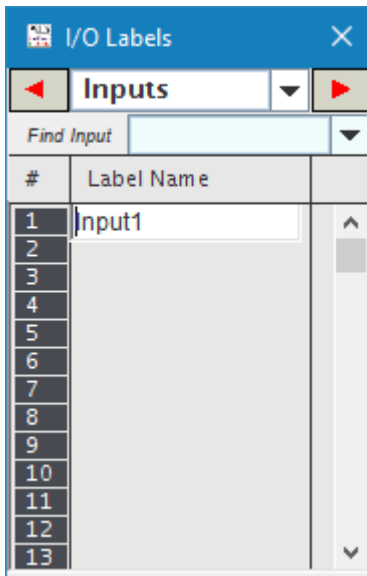 I/O Labels
Inputs
Find Input
# Label Name
1 Input1
2
3
4
5
6
7
8
9
10
11
12
13